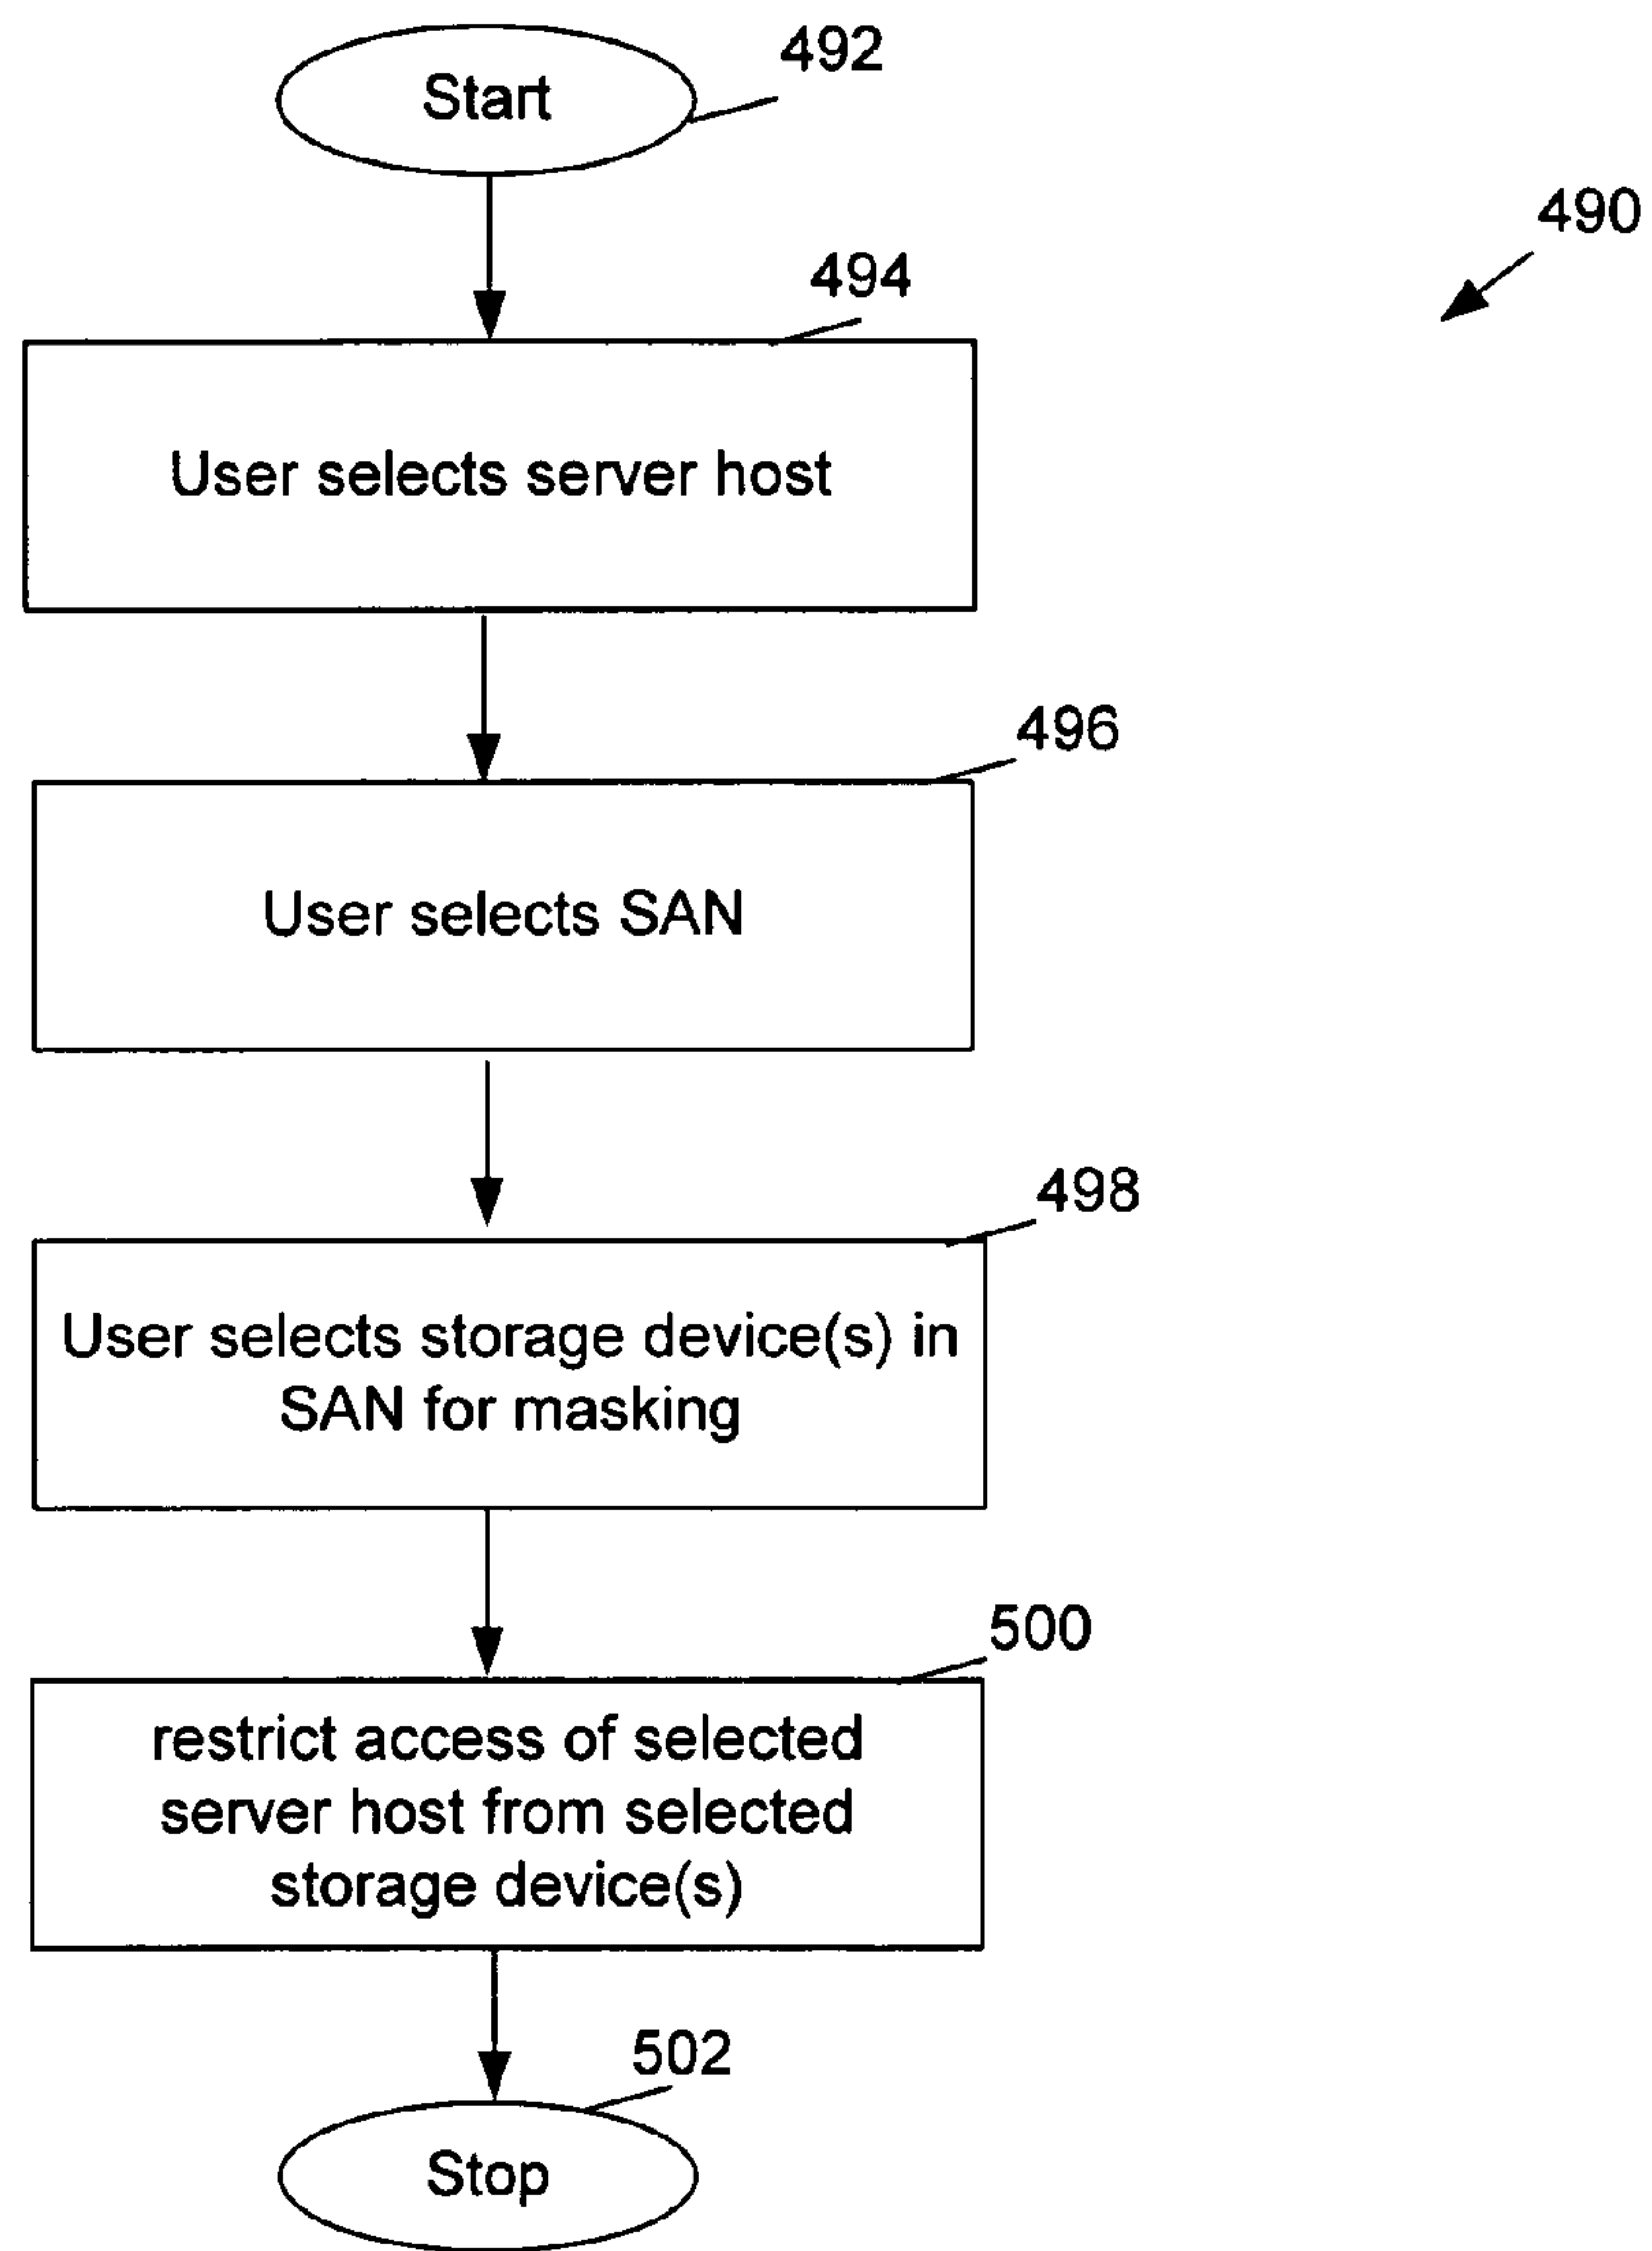 492
Start
490
494
User selects server host
496
User selects SAN
498
User selects storage device(s) in
SAN for masking
500
restrict access of selected
server host from selected
storage device(s)
502
Stop